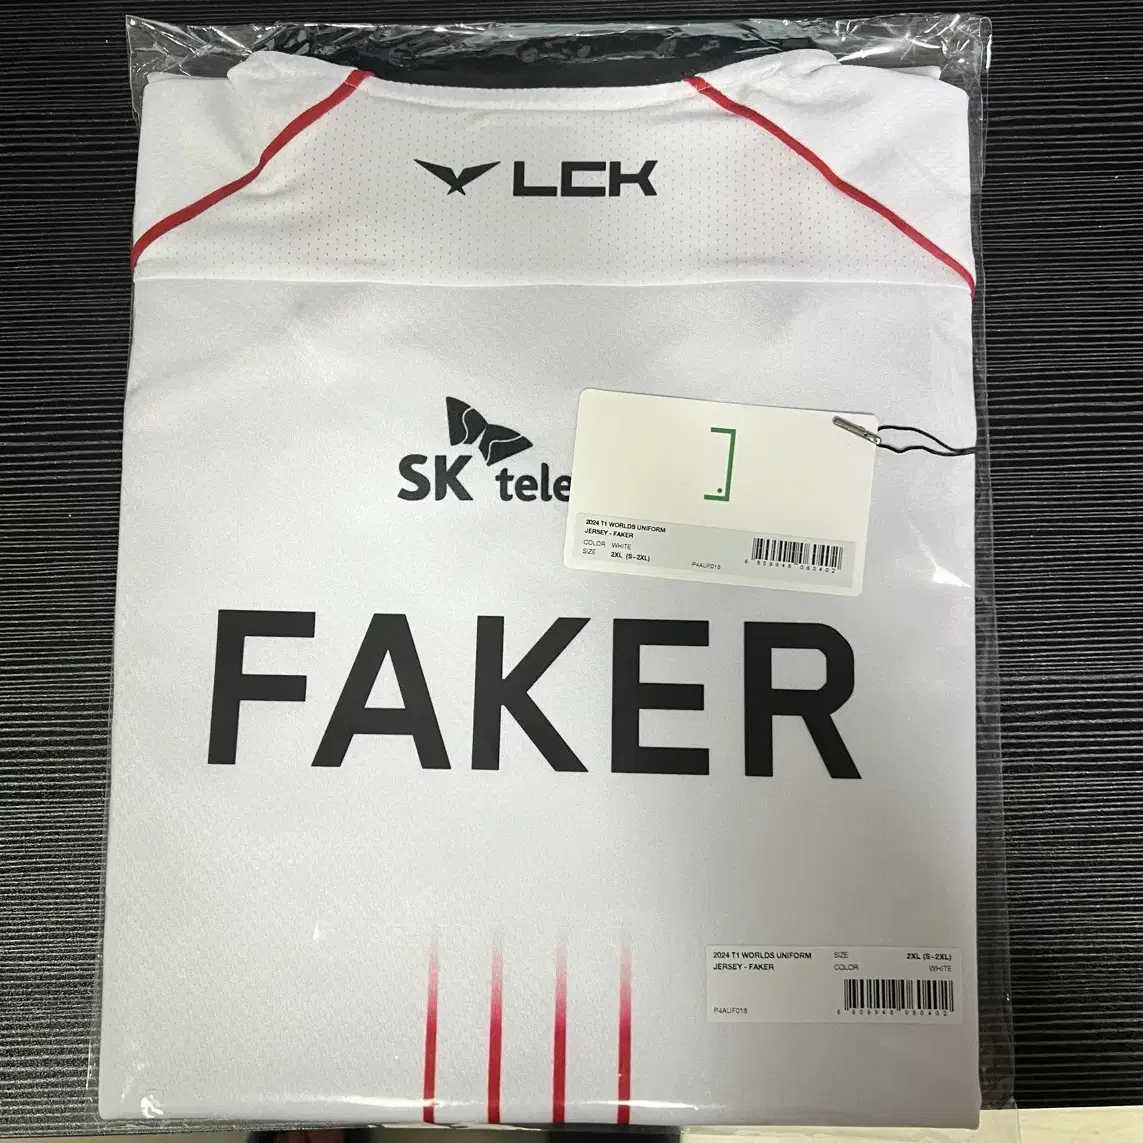 LCK
SK tele
2024 T1 WORLDS UNIFORM
JERSEY - FAKER
COLOR WHITE
SIZE 2XL (S-2XL)
P4AUF016
FAKER
2024 T1 WORLDS UNIFORM
JERSEY - FAKER
SIZE 2XL (S-2XL)
COLOR WHITE
P4AUF016